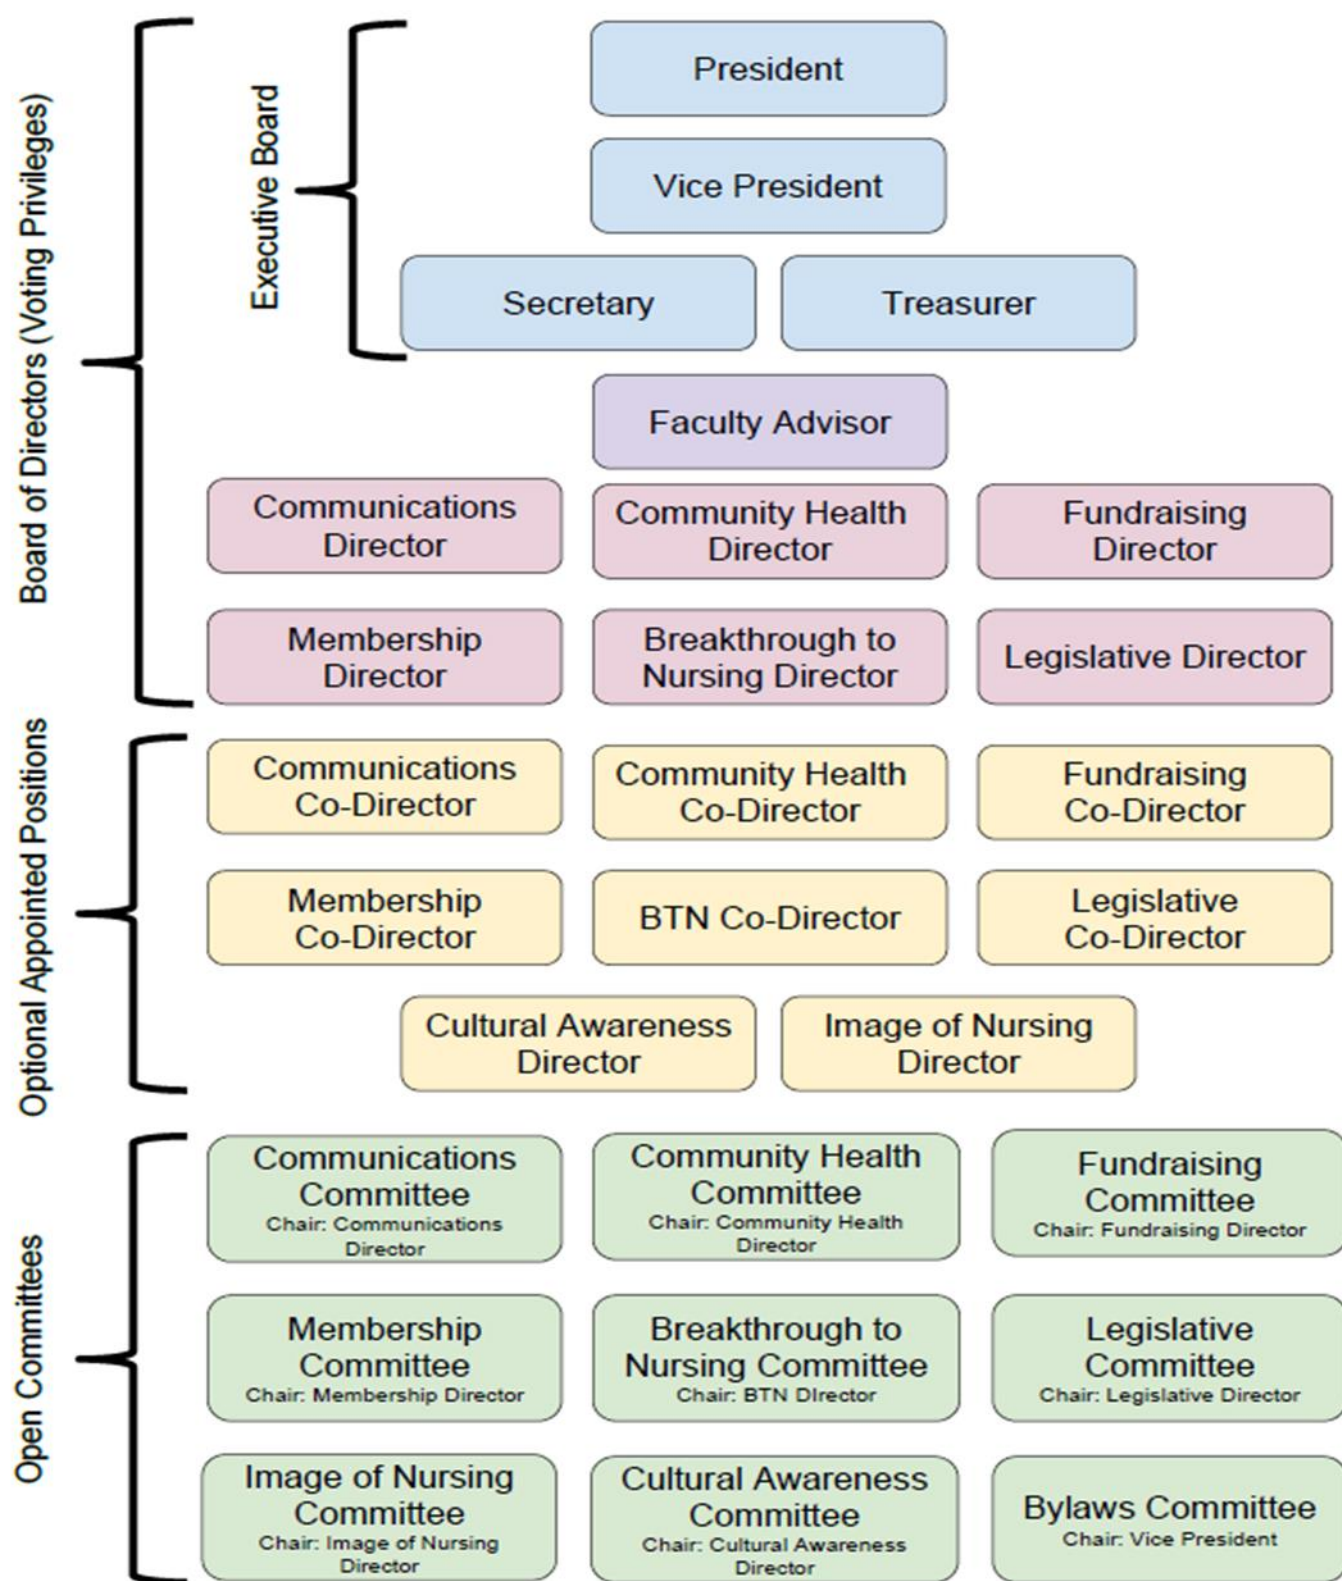 Board of Directors (Voting Privileges)
Executive Board
President
Vice President
Secretary
Treasurer
Faculty Advisor
Communications
Director
Community Health
Director
Fundraising
Director
Membership
Director
Breakthrough to
Nursing Director
Legislative Director
Optional Appointed Positions
Communications
Co-Director
Community Health
Co-Director
Fundraising
Co-Director
Membership
Co-Director
BTN Co-Director
Legislative
Co-Director
Cultural Awareness
Director
Image of Nursing
Director
Open Committees
Communications
Committee
Chair: Communications
Director
Community Health
Committee
Chair: Community Health
Director
Fundraising
Committee
Chair: Fundraising Director
Membership
Committee
Chair: Membership Director
Breakthrough to
Nursing Committee
Chair: BTN DIrector
Legislative
Committee
Chair: Legislative Director
Image of Nursing
Committee
Chair: Image of Nursing
Director
Cultural Awareness
Committee
Chair: Cultural Awareness
Director
Bylaws Committee
Chair: Vice President